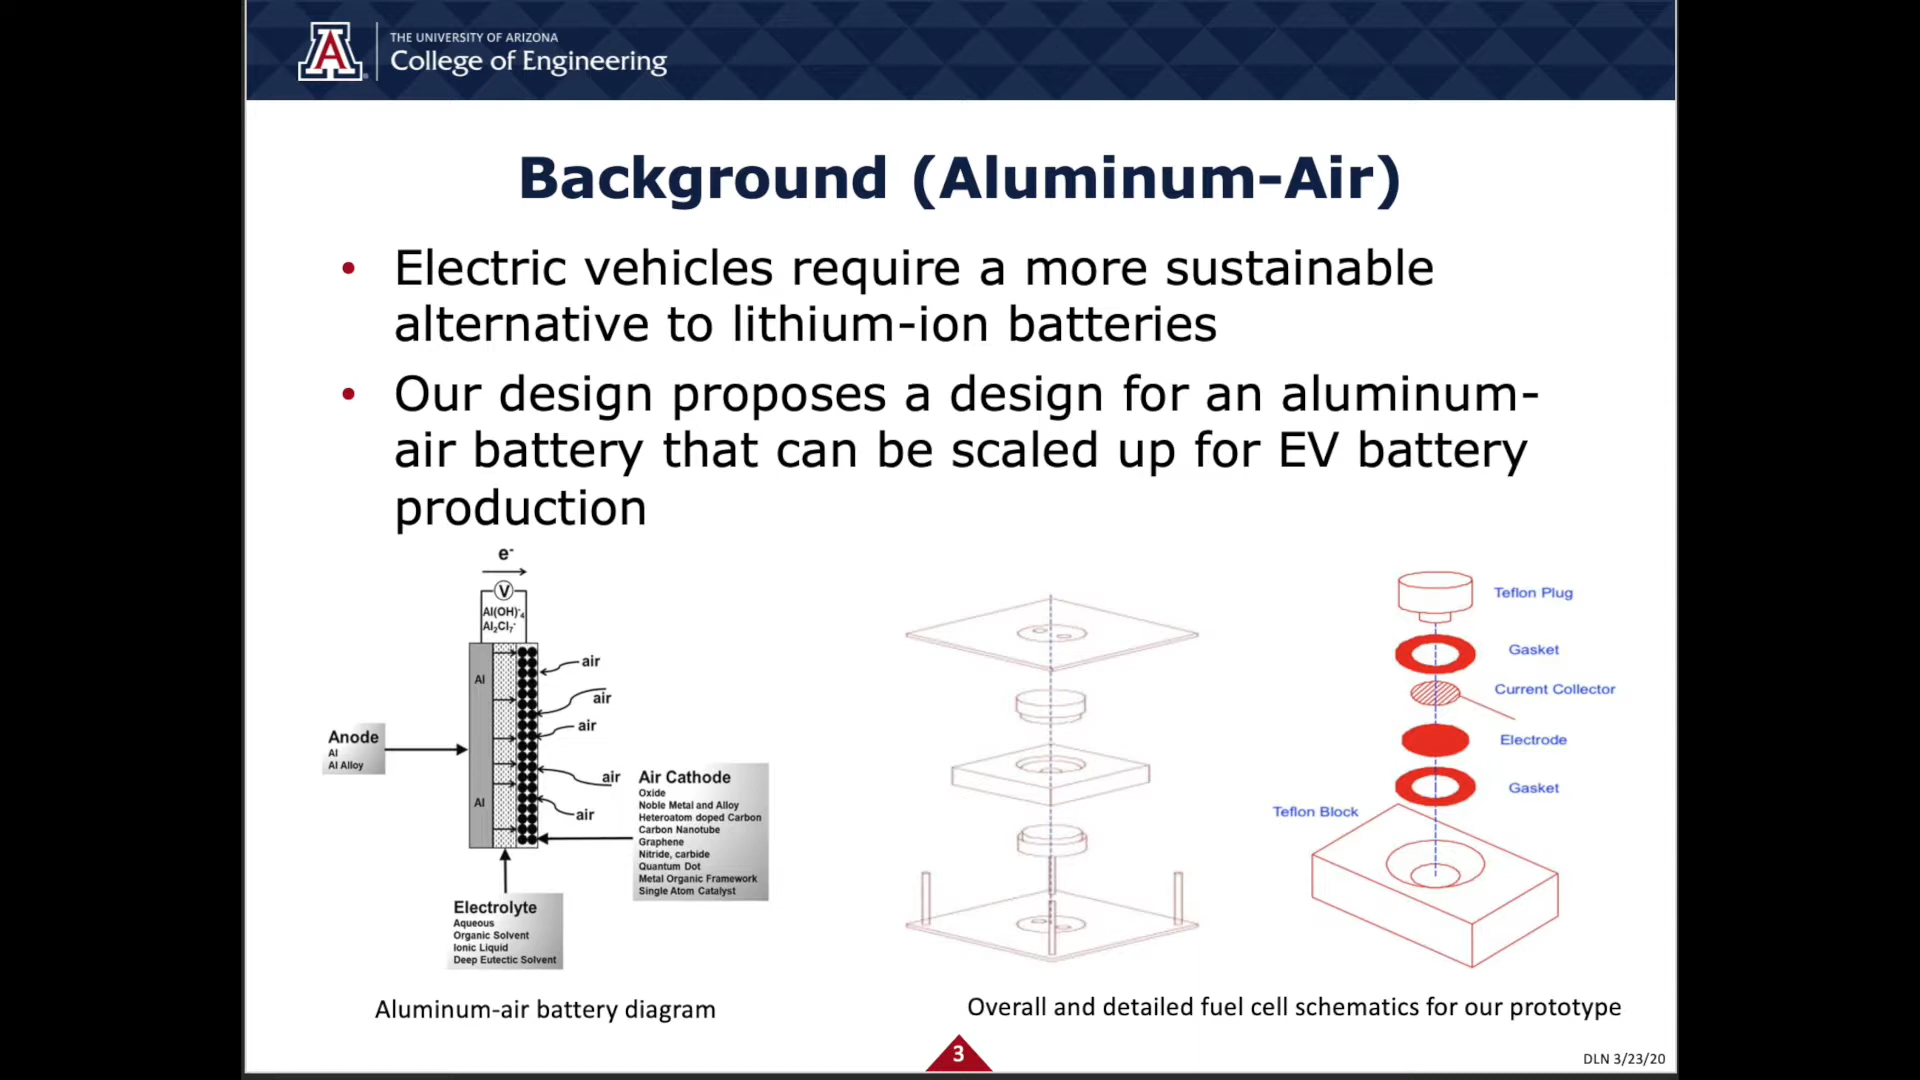 THE UNIVERSITY OF ARIZONA
College of Engineering
Background (Aluminum-Air)
• Electric vehicles require a more sustainable
alternative to lithium-ion batteries
• Our design proposes a design for an aluminum-
air battery that can be scaled up for EV battery
production
e-
V
Al(OH)-4
Al2Cl7-
Al
Al
air
air
air
air
air
Anode
Al
Al Alloy
Air Cathode
Oxide
Noble Metal and Alloy
Heteroatom doped Carbon
Carbon Nanotube
Graphene
Nitride, carbide
Quantum Dot
Metal Organic Framework
Single Atom Catalyst
Electrolyte
Aqueous
Organic Solvent
Ionic Liquid
Deep Eutectic Solvent
Aluminum-air battery diagram
Teflon Plug
Gasket
Current Collector
Electrode
Gasket
Teflon Block
Overall and detailed fuel cell schematics for our prototype
3
DLN 3/23/20